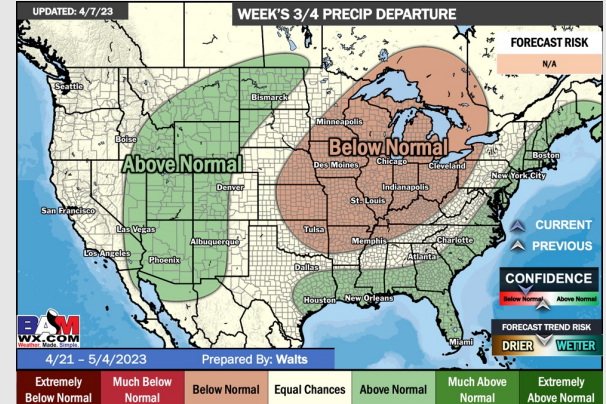 UPDATED: 4/7/23
WEEK'S 3/4 PRECIP DEPARTURE
FORECAST RISK
N/A
Seattle
Bismarck
Minneapolis
Boise
Below Normal
Above Normal
Des Moines
Chicago
Cleveland
Boston
New York City
Denver
Indianapolis
St. Louis
San Francisco
Las Vegas
Tulsa
CURRENT
Albuquerque
Memphis
Charlotte
PREVIOUS
Los Angeles
Phoenix
Atlanta
Dallas
CONFIDENCE
Below Normal
Above Normal
Houston
New Orleans
FORECAST TREND RISK
DRIER
WETTER
Miami
BAM
WX.COM
Weather. Made. Simple.
4/21 – 5/4/2023
Prepared By: Walts
Extremely
Below Normal
Much Below
Normal
Below Normal
Equal Chances
Above Normal
Much Above
Normal
Extremely
Above Normal